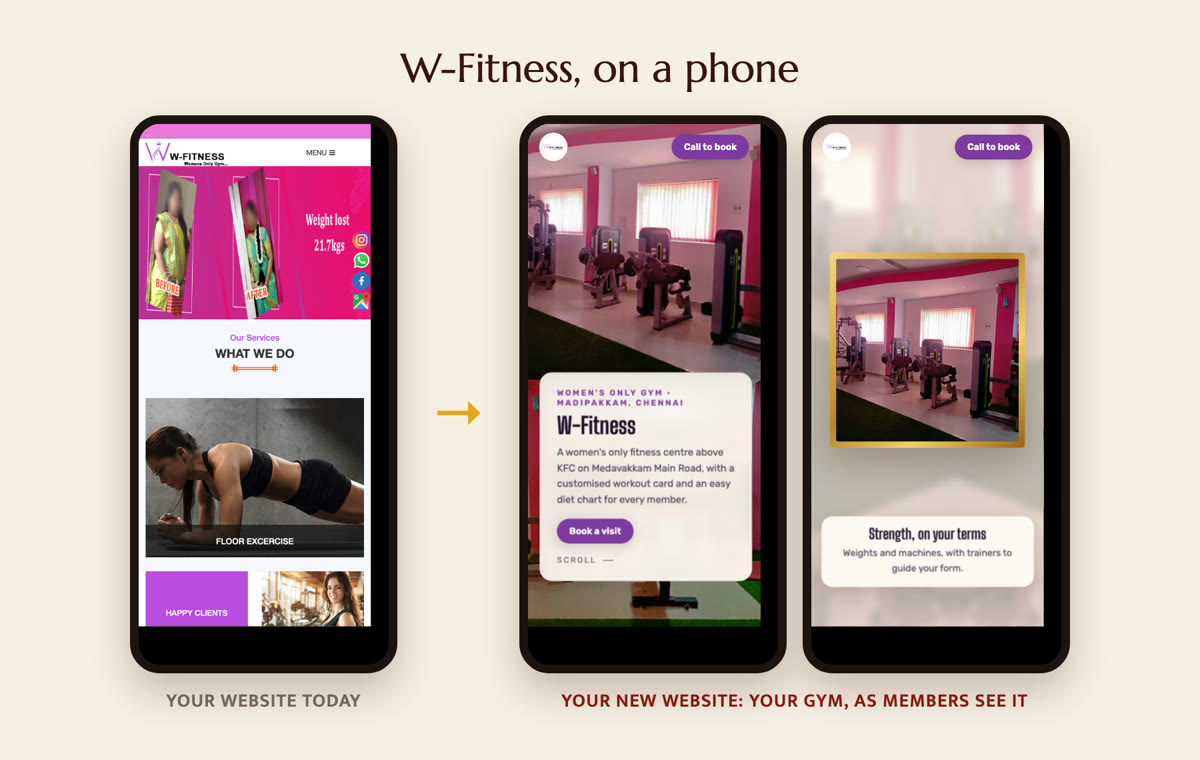 W-Fitness, on a phone
W-FITNESS
Womens Only Gym...
MENU
Weight lost
21.7kgs
BEFORE
AFTER
Our Services
WHAT WE DO
FLOOR EXCERCISE
HAPPY CLIENTS
YOUR WEBSITE TODAY
Call to book
WOMEN'S ONLY GYM •
MADIPAKKAM, CHENNAI
W-Fitness
A women's only fitness centre above
KFC on Medavakkam Main Road, with a
customised workout card and an easy
diet chart for every member.
Book a visit
SCROLL
Call to book
Strength, on your terms
Weights and machines, with trainers to
guide your form.
YOUR NEW WEBSITE: YOUR GYM, AS MEMBERS SEE IT